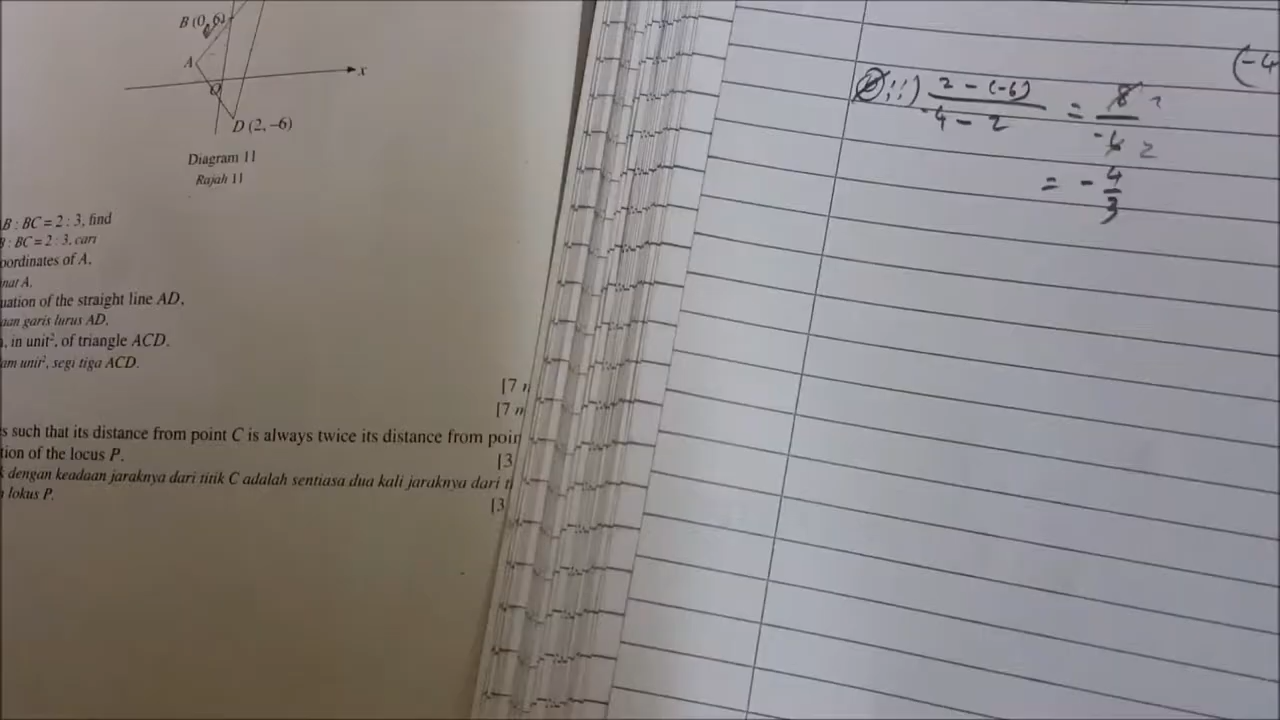 B (0, 6)
A
x
O
D (2, –6)
Diagram 11
Rajah 11
AB : BC = 2 : 3, find
B : BC = 2 : 3, cari
oordinates of A,
inat A,
uation of the straight line AD,
aan garis lurus AD,
, in unit², of triangle ACD.
am unit², segi tiga ACD.
[7
[7
s such that its distance from point C is always twice its distance from poin
tion of the locus P.
[3
k dengan keadaan jaraknya dari titik C adalah sentiasa dua kali jaraknya dari
lokus P.
[3
(-4
ii) 2 - (-6) / -4 - 2 = 8 / -6
= - 4/3